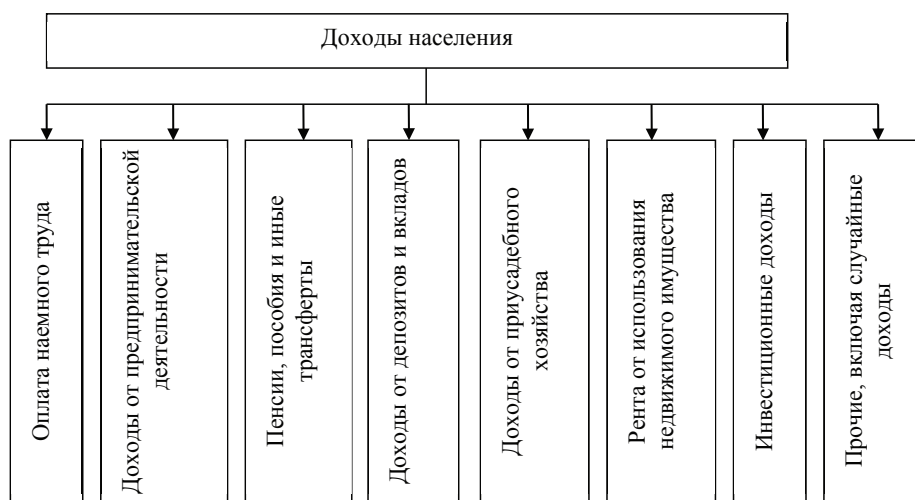 Доходы населения
Оплата наемного труда
Доходы от предпринимательской
деятельности
Пенсии, пособия и иные
трансферты
Доходы от депозитов и вкладов
Доходы от приусадебного
хозяйства
Рента от использования
недвижимого имущества
Инвестиционные доходы
Прочие, включая случайные
доходы